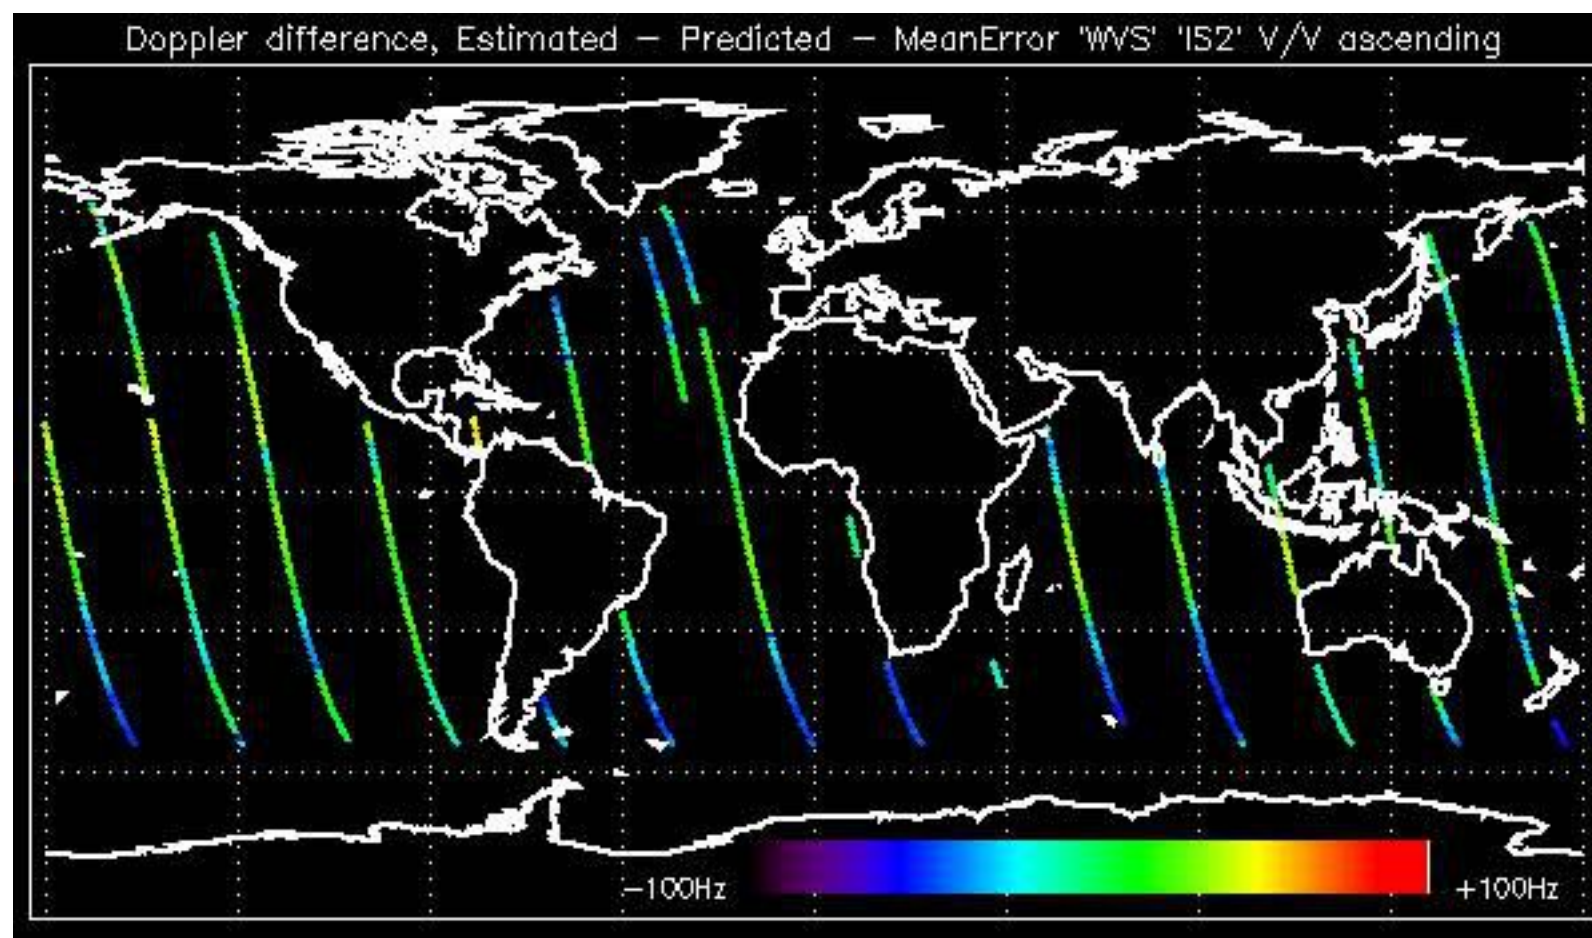 Doppler difference, Estimated – Predicted – MeanError 'WVS' 'IS2' V/V ascending
−100Hz
+100Hz